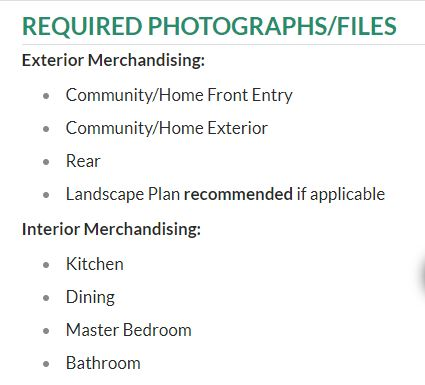 REQUIRED PHOTOGRAPHS/FILES
Exterior Merchandising:
Community/Home Front Entry
Community/Home Exterior
Rear
Landscape Plan recommended if applicable
Interior Merchandising:
Kitchen
Dining
Master Bedroom
Bathroom